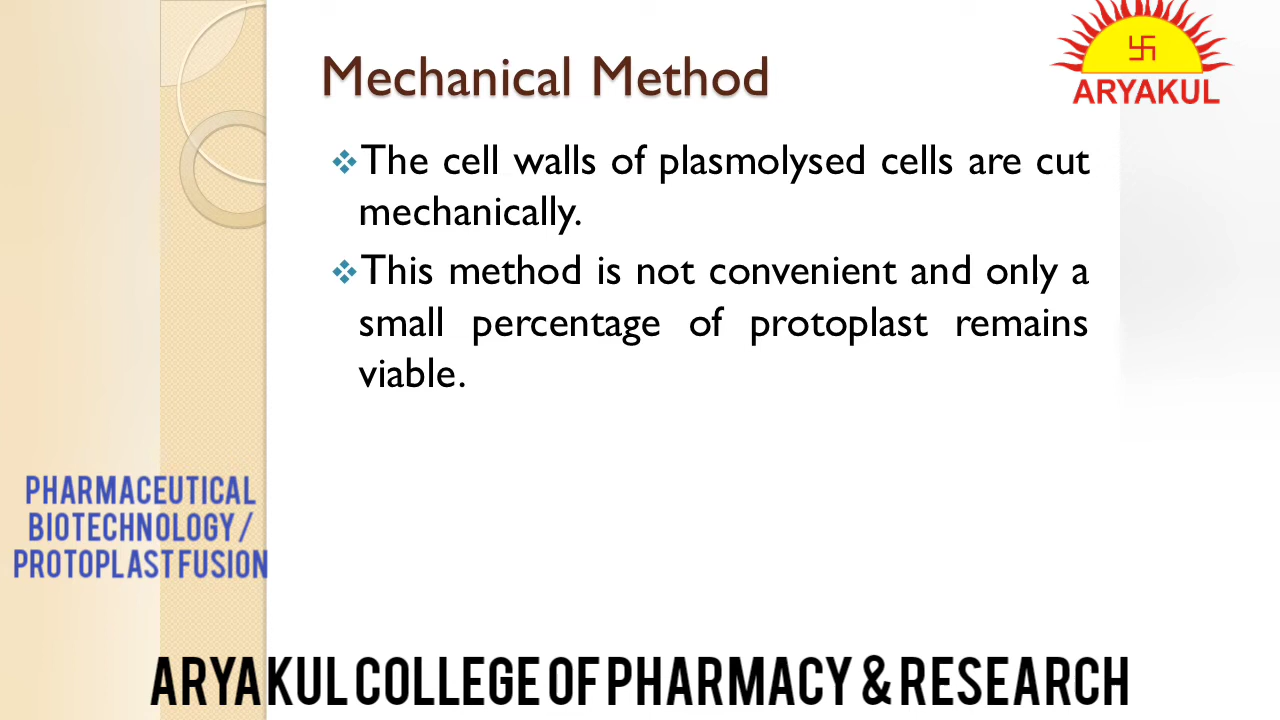 Mechanical Method
ARYAKUL
❖The cell walls of plasmolysed cells are cut
mechanically.
❖This method is not convenient and only a
small percentage of protoplast remains
viable.
PHARMACEUTICAL
BIOTECHNOLOGY /
PROTOPLAST FUSION
ARYAKUL COLLEGE OF PHARMACY & RESEARCH